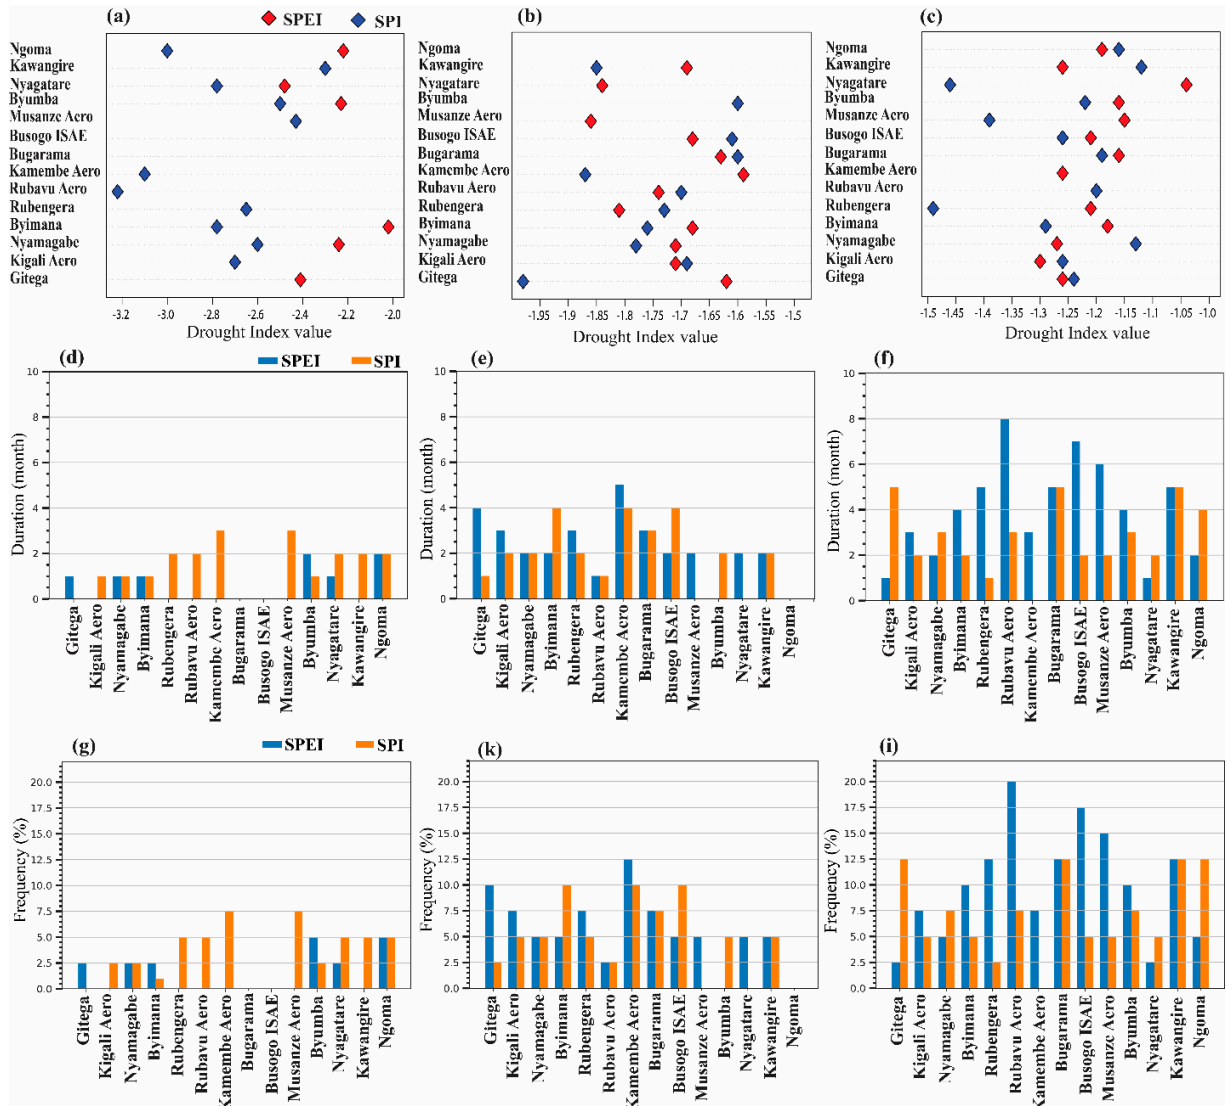 (a) SPEI SPI
Ngoma
Kawangire
Nyagatare
Byumba
Musanze Aero
Busogo ISAE
Bugarama
Kamembe Aero
Rubavu Aero
Rubengera
Byimana
Nyamagabe
Kigali Aero
Gitega
-3.2 -3.0 -2.8 -2.6 -2.4 -2.2 -2.0
Drought Index value
(b)
Ngoma
Kawangire
Nyagatare
Byumba
Musanze Aero
Busogo ISAE
Bugarama
Kamembe Aero
Rubavu Aero
Rubengera
Byimana
Nyamagabe
Kigali Aero
Gitega
-1.95 -1.9 -1.85 -1.8 -1.75 -1.7 -1.65 -1.6 -1.55 -1.5
Drought Index value
(c)
Ngoma
Kawangire
Nyagatare
Byumba
Musanze Aero
Busogo ISAE
Bugarama
Kamembe Aero
Rubavu Aero
Rubengera
Byimana
Nyamagabe
Kigali Aero
Gitega
-1.5 -1.45 -1.4 -1.35 -1.3 -1.25 -1.2 -1.15 -1.1 -1.05 -1.0
Drought Index value
(d) SPEI SPI
Duration (month)
10
8
6
4
2
0
Gitega Kigali Aero Nyamagabe Byimana Rubengera Rubavu Aero Kamembe Aero Bugarama Busogo ISAE Musanze Aero Byumba Nyagatare Kawangire Ngoma
(e)
Duration (month)
10
8
6
4
2
0
Gitega Kigali Aero Nyamagabe Byimana Rubengera Rubavu Aero Kamembe Aero Bugarama Busogo ISAE Musanze Aero Byumba Nyagatare Kawangire Ngoma
(f)
Duration (month)
10
8
6
4
2
0
Gitega Kigali Aero Nyamagabe Byimana Rubengera Rubavu Aero Kamembe Aero Bugarama Busogo ISAE Musanze Aero Byumba Nyagatare Kawangire Ngoma
(g) SPEI SPI
Frequency (%)
20.0
17.5
15.0
12.5
10.0
7.5
5.0
2.5
0.0
Gitega Kigali Aero Nyamagabe Byimana Rubengera Rubavu Aero Kamembe Aero Bugarama Busogo ISAE Musanze Aero Byumba Nyagatare Kawangire Ngoma
(k)
Frequency (%)
20.0
17.5
15.0
12.5
10.0
7.5
5.0
2.5
0.0
Gitega Kigali Aero Nyamagabe Byimana Rubengera Rubavu Aero Kamembe Aero Bugarama Busogo ISAE Musanze Aero Byumba Nyagatare Kawangire Ngoma
(i)
Frequency (%)
20.0
17.5
15.0
12.5
10.0
7.5
5.0
2.5
0.0
Gitega Kigali Aero Nyamagabe Byimana Rubengera Rubavu Aero Kamembe Aero Bugarama Busogo ISAE Musanze Aero Byumba Nyagatare Kawangire Ngoma